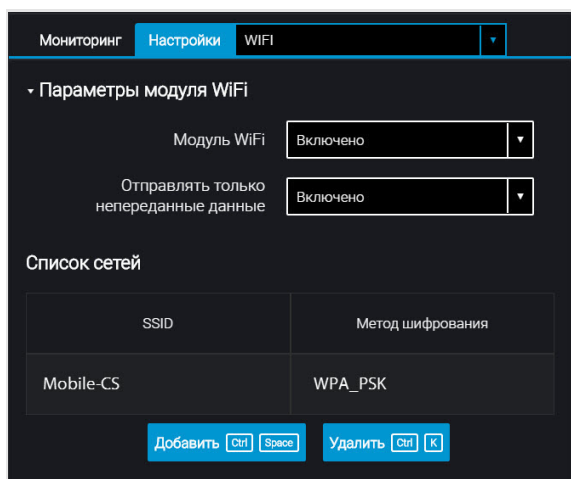 Мониторинг Настройки WIFI
Параметры модуля WiFi
Модуль WiFi Включено
Отправлять только
непереданные данные Включено
Список сетей
SSID Метод шифрования
Mobile-CS WPA_PSK
Добавить Ctrl Space Удалить Ctrl K